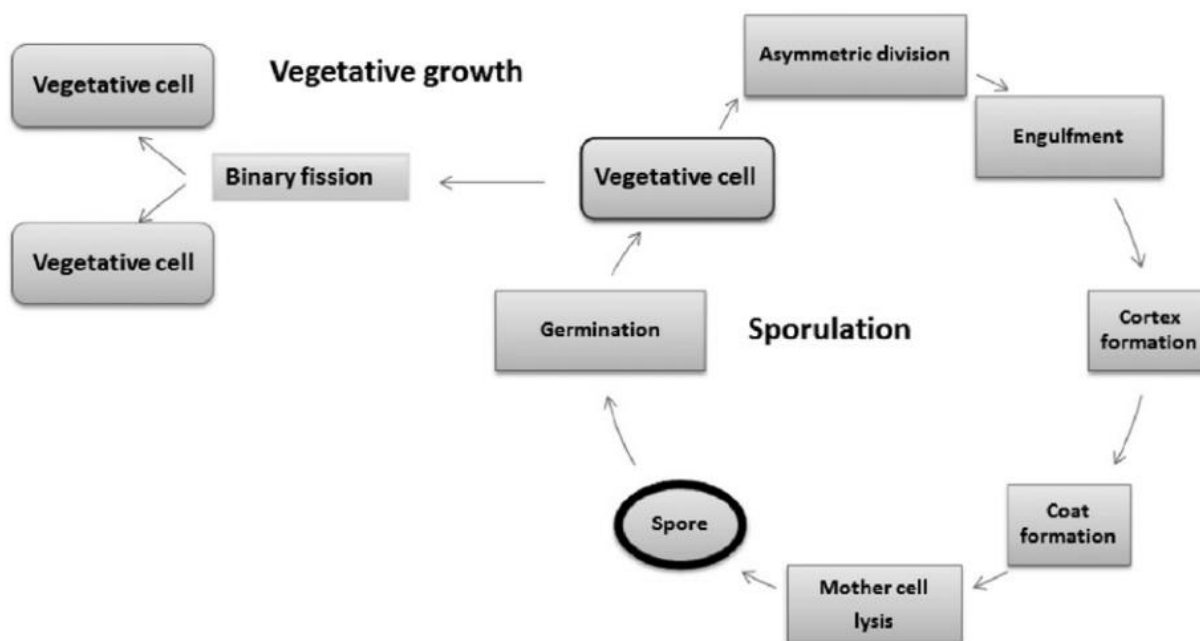 Vegetative growth
Vegetative cell
Binary fission
Vegetative cell
Vegetative cell
Asymmetric division
Engulfment
Cortex
formation
Coat
formation
Mother cell
lysis
Spore
Germination
Sporulation